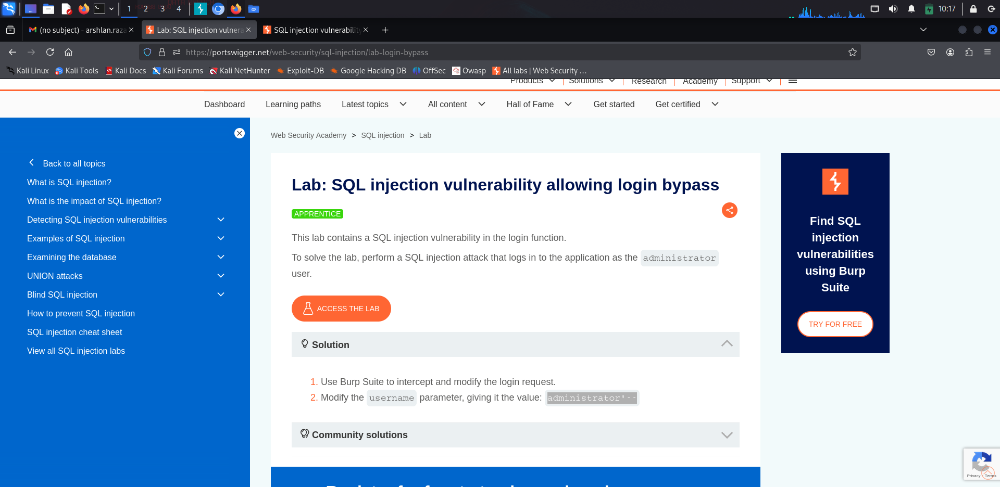 1 2 3 4 10:17
(no subject) - arshlan.raza
Lab: SQL injection vulnera
SQL injection vulnerability
https://portswigger.net/web-security/sql-injection/lab-login-bypass
Kali Linux Kali Tools Kali Docs Kali Forums Kali NetHunter Exploit-DB Google Hacking DB OffSec Owasp All labs | Web Security …
Products Solutions Research Academy Support
Dashboard Learning paths Latest topics All content Hall of Fame Get started Get certified
Back to all topics
What is SQL injection?
What is the impact of SQL injection?
Detecting SQL injection vulnerabilities
Examples of SQL injection
Examining the database
UNION attacks
Blind SQL injection
How to prevent SQL injection
SQL injection cheat sheet
View all SQL injection labs
Web Security Academy > SQL injection > Lab
Lab: SQL injection vulnerability allowing login bypass
APPRENTICE
This lab contains a SQL injection vulnerability in the login function.
To solve the lab, perform a SQL injection attack that logs in to the application as the administrator
user.
ACCESS THE LAB
Solution
1. Use Burp Suite to intercept and modify the login request.
2. Modify the username parameter, giving it the value: administrator'--
Community solutions
Find SQL
injection
vulnerabilities
using Burp
Suite
TRY FOR FREE
Privacy - Terms